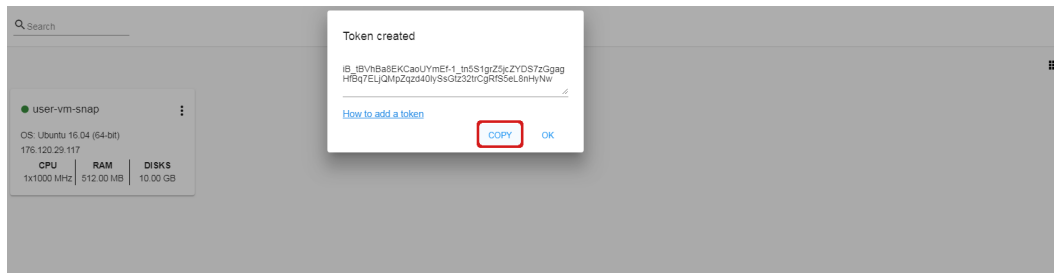 Search
Token created
iB_tBVhBa8EKCaoUYmEf-1_tn5S1grZ5jcZYDS7zGgag
HfBq7ELjQMpZqzd40IySsGtz32trCgRfS5eL8nHyNw
How to add a token
COPY OK
user-vm-snap
OS: Ubuntu 16.04 (64-bit)
176.120.29.117
CPU RAM DISKS
1x1000 MHz 512.00 MB 10.00 GB